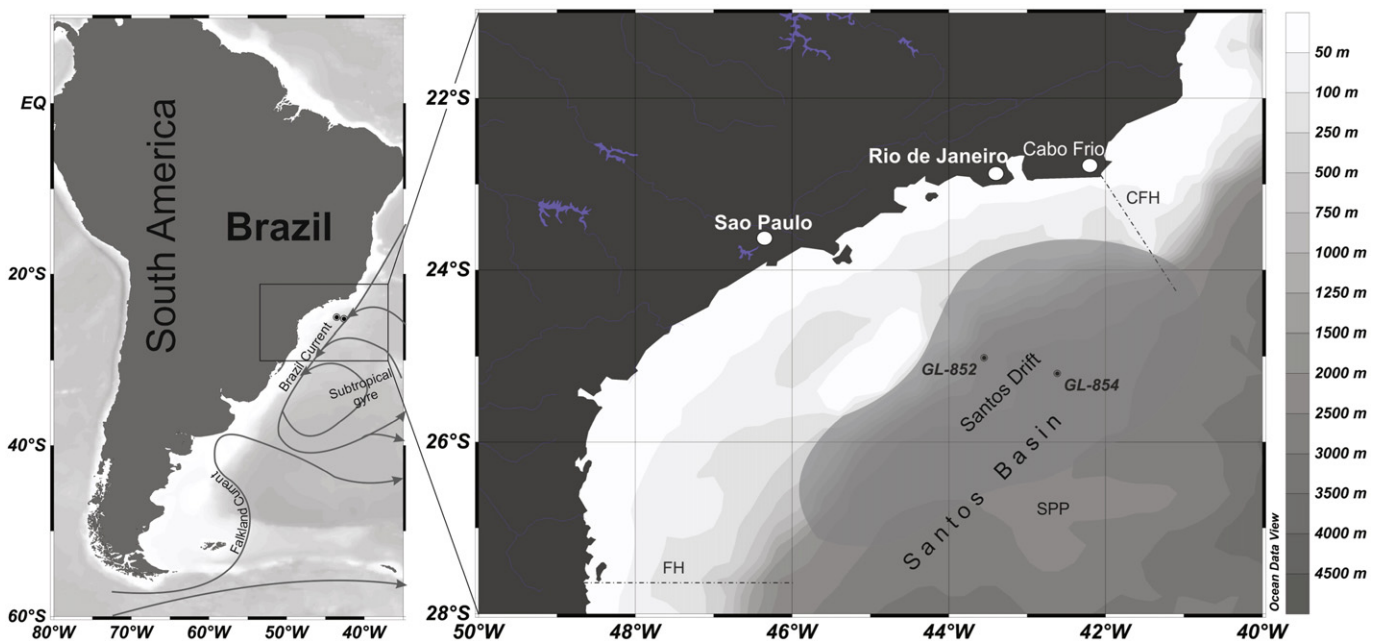 EQ
20°S
40°S
60°S
80°W
70°W
60°W
50°W
40°W
South America
Brazil
Brazil Current
Subtropical
gyre
Falkland Current
22°S
24°S
26°S
28°S
50°W
48°W
46°W
44°W
42°W
40°W
Rio de Janeiro
Cabo Frio
Sao Paulo
CFH
GL-852
GL-854
Santos Drift
Santos Basin
SPP
FH
Ocean Data View
50 m
100 m
250 m
500 m
750 m
1000 m
1250 m
1500 m
2000 m
2500 m
3000 m
3500 m
4000 m
4500 m